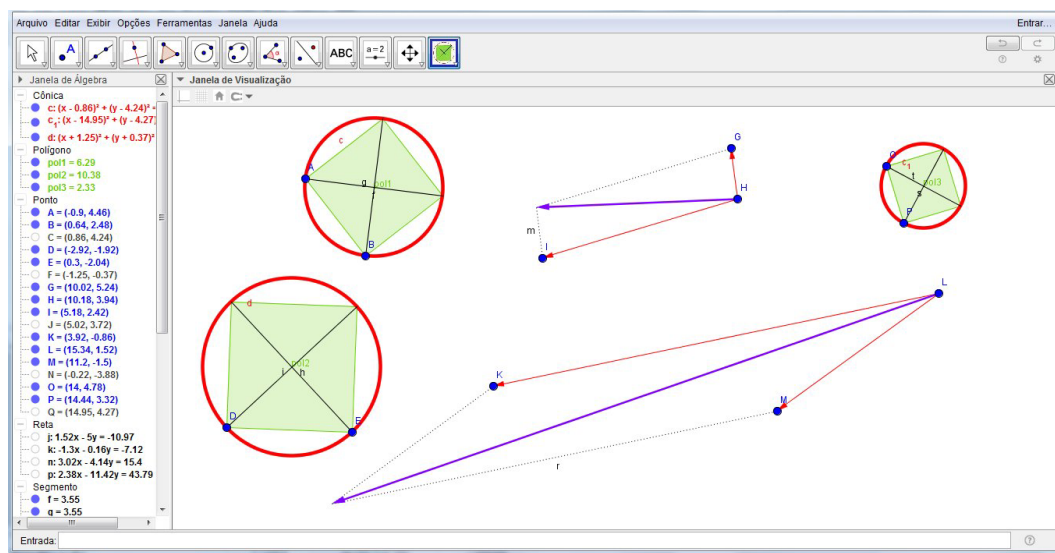 Arquivo Editar Exibir Opções Ferramentas Janela Ajuda
Entrar...
A
ABC
a=2
Janela de Álgebra
Janela de Visualização
Cônica
c: (x - 0.86)² + (y - 4.24)² =
c₁: (x - 14.95)² + (y - 4.27)
d: (x + 1.25)² + (y + 0.37)²
Polígono
pol1 = 6.29
pol2 = 10.38
pol3 = 2.33
Ponto
A = (-0.9, 4.46)
B = (0.64, 2.48)
C = (0.86, 4.24)
D = (-2.92, -1.92)
E = (0.3, -2.04)
F = (-1.25, -0.37)
G = (10.02, 5.24)
H = (10.18, 3.94)
I = (5.18, 2.42)
J = (5.02, 3.72)
K = (3.92, -0.86)
L = (15.34, 1.52)
M = (11.2, -1.5)
N = (-0.22, -3.88)
O = (14, 4.78)
P = (14.44, 3.32)
Q = (14.95, 4.27)
Reta
j: 1.52x - 5y = -10.97
k: -1.3x - 0.16y = -7.12
n: 3.02x - 4.14y = 15.4
p: 2.38x - 11.42y = 43.79
Segmento
f = 3.55
g = 3.55
c
A
g
pol1
f
B
G
H
m
I
O
c₁
t
pol3
s
P
d
pol2
i
h
D
E
L
K
M
r
Entrada: